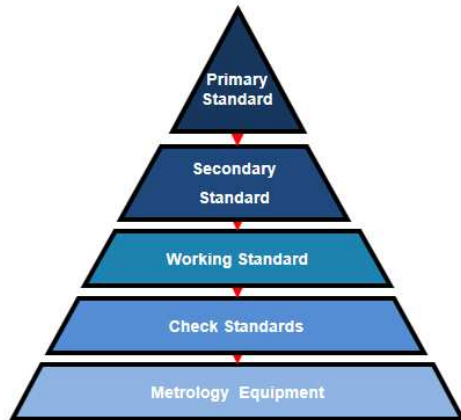 Primary
Standard
Secondary
Standard
Working Standard
Check Standards
Metrology Equipment